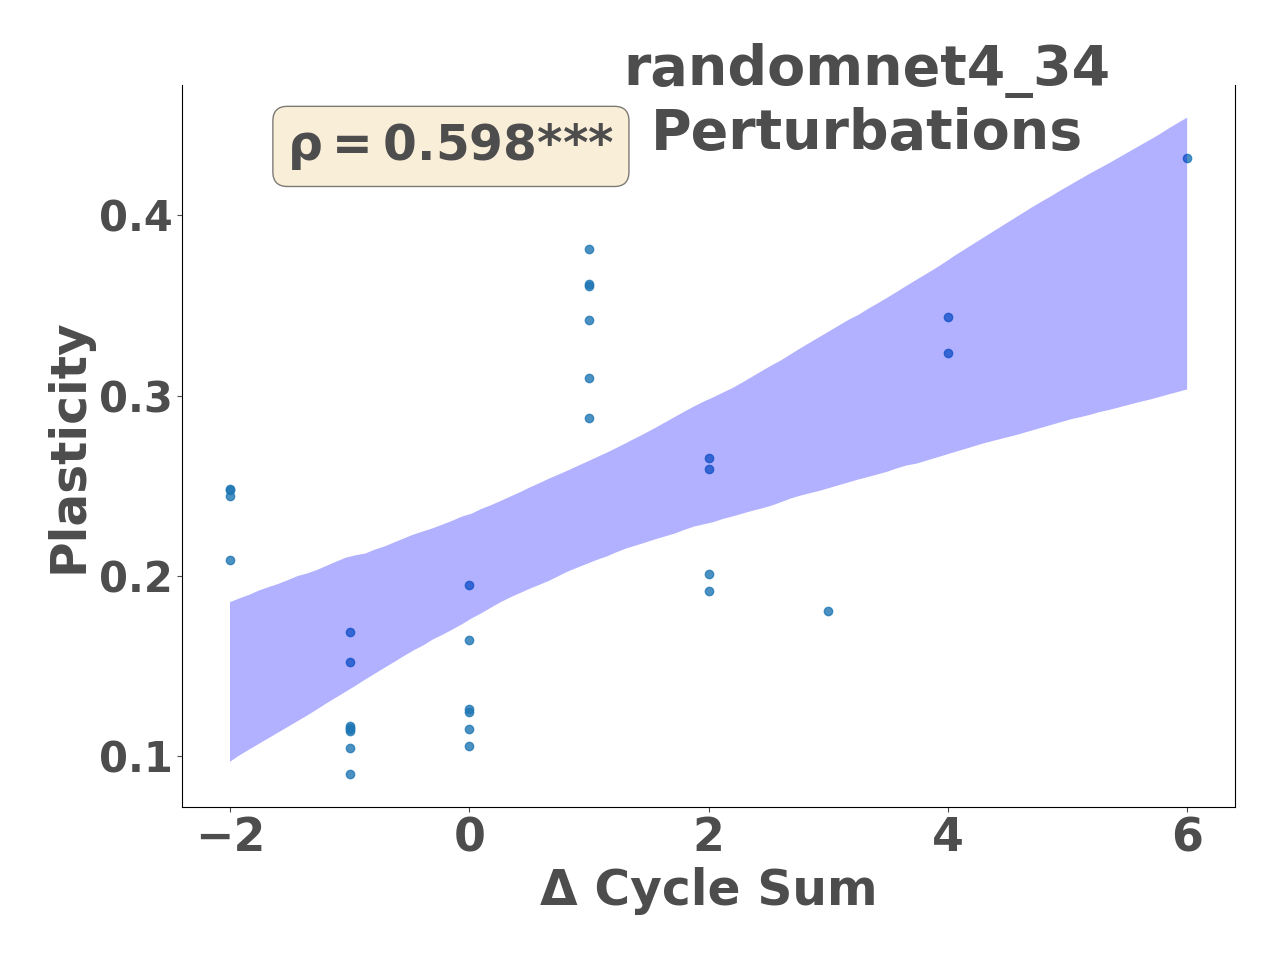 randomnet4_34
Perturbations
ρ = 0.598***
Plasticity
0.4
0.3
0.2
0.1
−2 0 2 4 6
Δ Cycle Sum